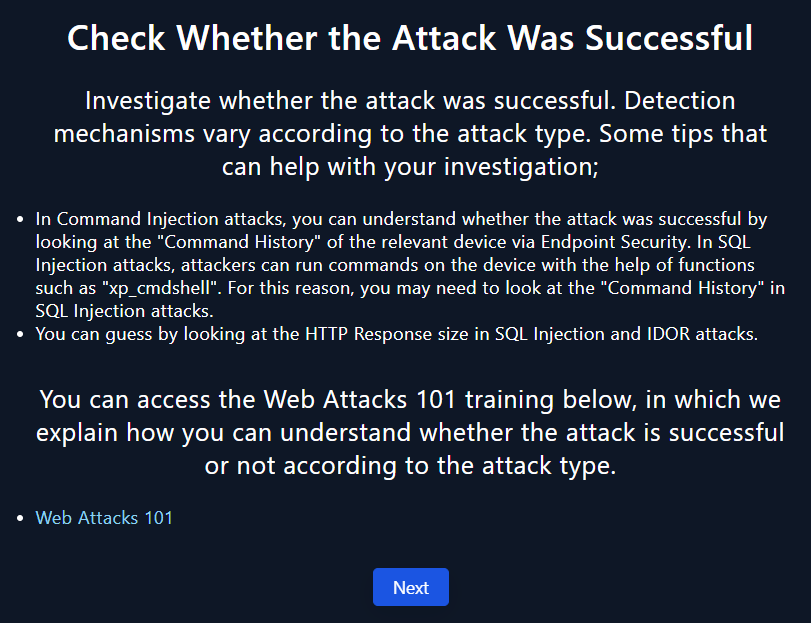 Check Whether the Attack Was Successful
Investigate whether the attack was successful. Detection
mechanisms vary according to the attack type. Some tips that
can help with your investigation;
• In Command Injection attacks, you can understand whether the attack was successful by
looking at the "Command History" of the relevant device via Endpoint Security. In SQL
Injection attacks, attackers can run commands on the device with the help of functions
such as "xp_cmdshell". For this reason, you may need to look at the "Command History" in
SQL Injection attacks.
• You can guess by looking at the HTTP Response size in SQL Injection and IDOR attacks.
You can access the Web Attacks 101 training below, in which we
explain how you can understand whether the attack is successful
or not according to the attack type.
• Web Attacks 101
Next